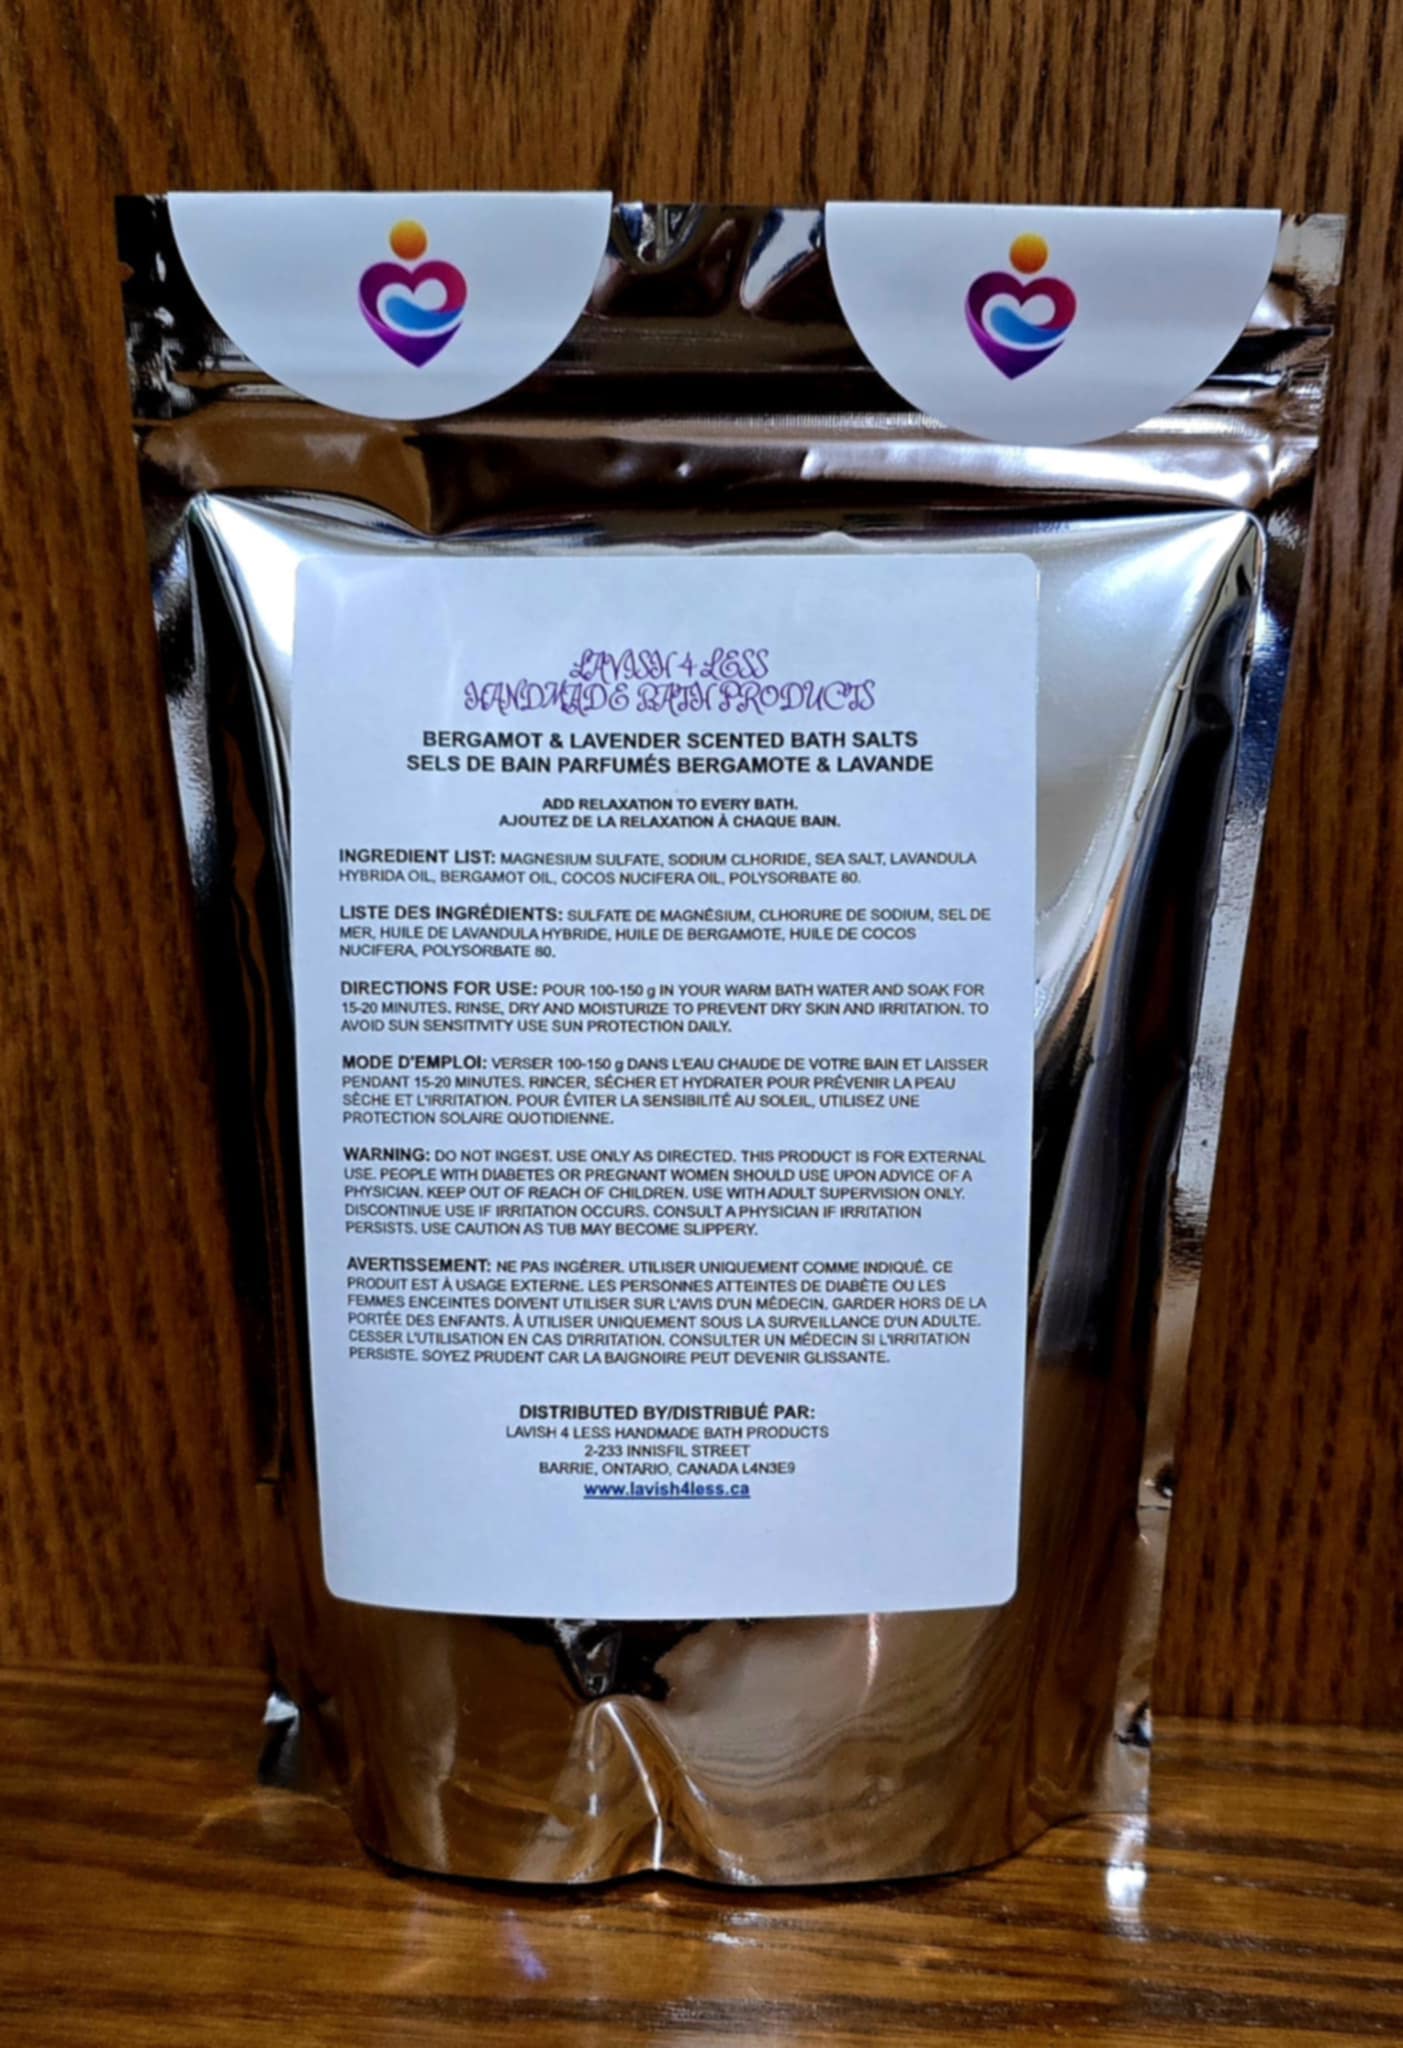 LAVISH 4 LESS
HANDMADE BATH PRODUCTS
BERGAMOT & LAVENDER SCENTED BATH SALTS
SELS DE BAIN PARFUMÉS BERGAMOTE & LAVANDE
ADD RELAXATION TO EVERY BATH.
AJOUTEZ DE LA RELAXATION À CHAQUE BAIN.
INGREDIENT LIST: MAGNESIUM SULFATE, SODIUM CLHORIDE, SEA SALT, LAVANDULA
HYBRIDA OIL, BERGAMOT OIL, COCOS NUCIFERA OIL, POLYSORBATE 80.
LISTE DES INGRÉDIENTS: SULFATE DE MAGNÉSIUM, CLHORURE DE SODIUM, SEL DE
MER, HUILE DE LAVANDULA HYBRIDE, HUILE DE BERGAMOTE, HUILE DE COCOS
NUCIFERA, POLYSORBATE 80.
DIRECTIONS FOR USE: POUR 100-150 g IN YOUR WARM BATH WATER AND SOAK FOR
15-20 MINUTES. RINSE, DRY AND MOISTURIZE TO PREVENT DRY SKIN AND IRRITATION. TO
AVOID SUN SENSITIVITY USE SUN PROTECTION DAILY.
MODE D'EMPLOI: VERSER 100-150 g DANS L'EAU CHAUDE DE VOTRE BAIN ET LAISSER
PENDANT 15-20 MINUTES. RINCER, SÉCHER ET HYDRATER POUR PRÉVENIR LA PEAU
SÈCHE ET L'IRRITATION. POUR ÉVITER LA SENSIBILITÉ AU SOLEIL, UTILISEZ UNE
PROTECTION SOLAIRE QUOTIDIENNE.
WARNING: DO NOT INGEST. USE ONLY AS DIRECTED. THIS PRODUCT IS FOR EXTERNAL
USE. PEOPLE WITH DIABETES OR PREGNANT WOMEN SHOULD USE UPON ADVICE OF A
PHYSICIAN. KEEP OUT OF REACH OF CHILDREN. USE WITH ADULT SUPERVISION ONLY.
DISCONTINUE USE IF IRRITATION OCCURS. CONSULT A PHYSICIAN IF IRRITATION
PERSISTS. USE CAUTION AS TUB MAY BECOME SLIPPERY.
AVERTISSEMENT: NE PAS INGÉRER. UTILISER UNIQUEMENT COMME INDIQUÉ. CE
PRODUIT EST À USAGE EXTERNE. LES PERSONNES ATTEINTES DE DIABÈTE OU LES
FEMMES ENCEINTES DOIVENT UTILISER SUR L'AVIS D'UN MÉDECIN. GARDER HORS DE LA
PORTÉE DES ENFANTS. À UTILISER UNIQUEMENT SOUS LA SURVEILLANCE D'UN ADULTE.
CESSER L'UTILISATION EN CAS D'IRRITATION. CONSULTER UN MÉDECIN SI L'IRRITATION
PERSISTE. SOYEZ PRUDENT CAR LA BAIGNOIRE PEUT DEVENIR GLISSANTE.
DISTRIBUTED BY/DISTRIBUÉ PAR:
LAVISH 4 LESS HANDMADE BATH PRODUCTS
2-233 INNISFIL STREET
BARRIE, ONTARIO, CANADA L4N3E9
www.lavish4less.ca